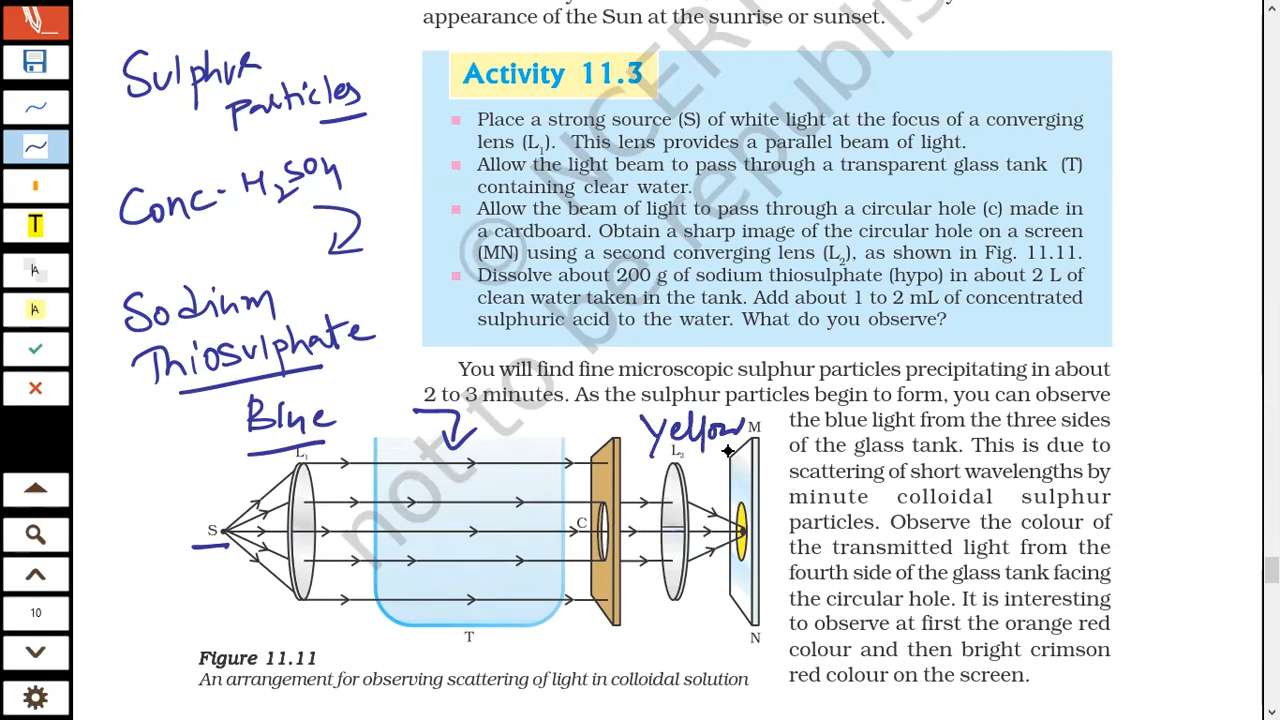 appearance of the Sun at the sunrise or sunset.
Sulphur
particles
Conc- H2SO4
Sodium
Thiosulphate
Blue
Yellow
Activity 11.3
Place a strong source (S) of white light at the focus of a converging
lens (L1). This lens provides a parallel beam of light.
Allow the light beam to pass through a transparent glass tank (T)
containing clear water.
Allow the beam of light to pass through a circular hole (c) made in
a cardboard. Obtain a sharp image of the circular hole on a screen
(MN) using a second converging lens (L2), as shown in Fig. 11.11.
Dissolve about 200 g of sodium thiosulphate (hypo) in about 2 L of
clean water taken in the tank. Add about 1 to 2 mL of concentrated
sulphuric acid to the water. What do you observe?
You will find fine microscopic sulphur particles precipitating in about
2 to 3 minutes. As the sulphur particles begin to form, you can observe
the blue light from the three sides
of the glass tank. This is due to
scattering of short wavelengths by
minute colloidal sulphur
particles. Observe the colour of
the transmitted light from the
fourth side of the glass tank facing
the circular hole. It is interesting
to observe at first the orange red
colour and then bright crimson
red colour on the screen.
S
L1
T
C
L2
M
N
Figure 11.11
An arrangement for observing scattering of light in colloidal solution
© NCERT
not to be republish
T
A
A
10